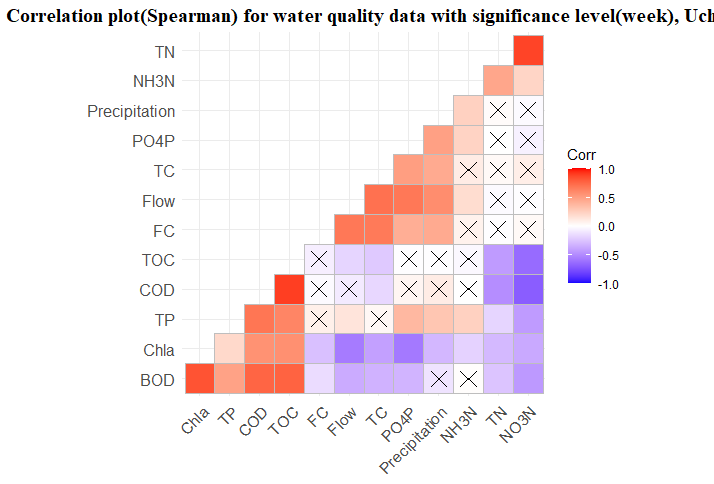 Correlation plot(Spearman) for water quality data with significance level(week), Uch
TN
NH3N
Precipitation
PO4P
TC
Flow
FC
TOC
COD
TP
Chla
BOD
Chla
TP
COD
TOC
FC
Flow
TC
PO4P
Precipitation
NH3N
TN
NO3N
Corr
1.0
0.5
0.0
-0.5
-1.0